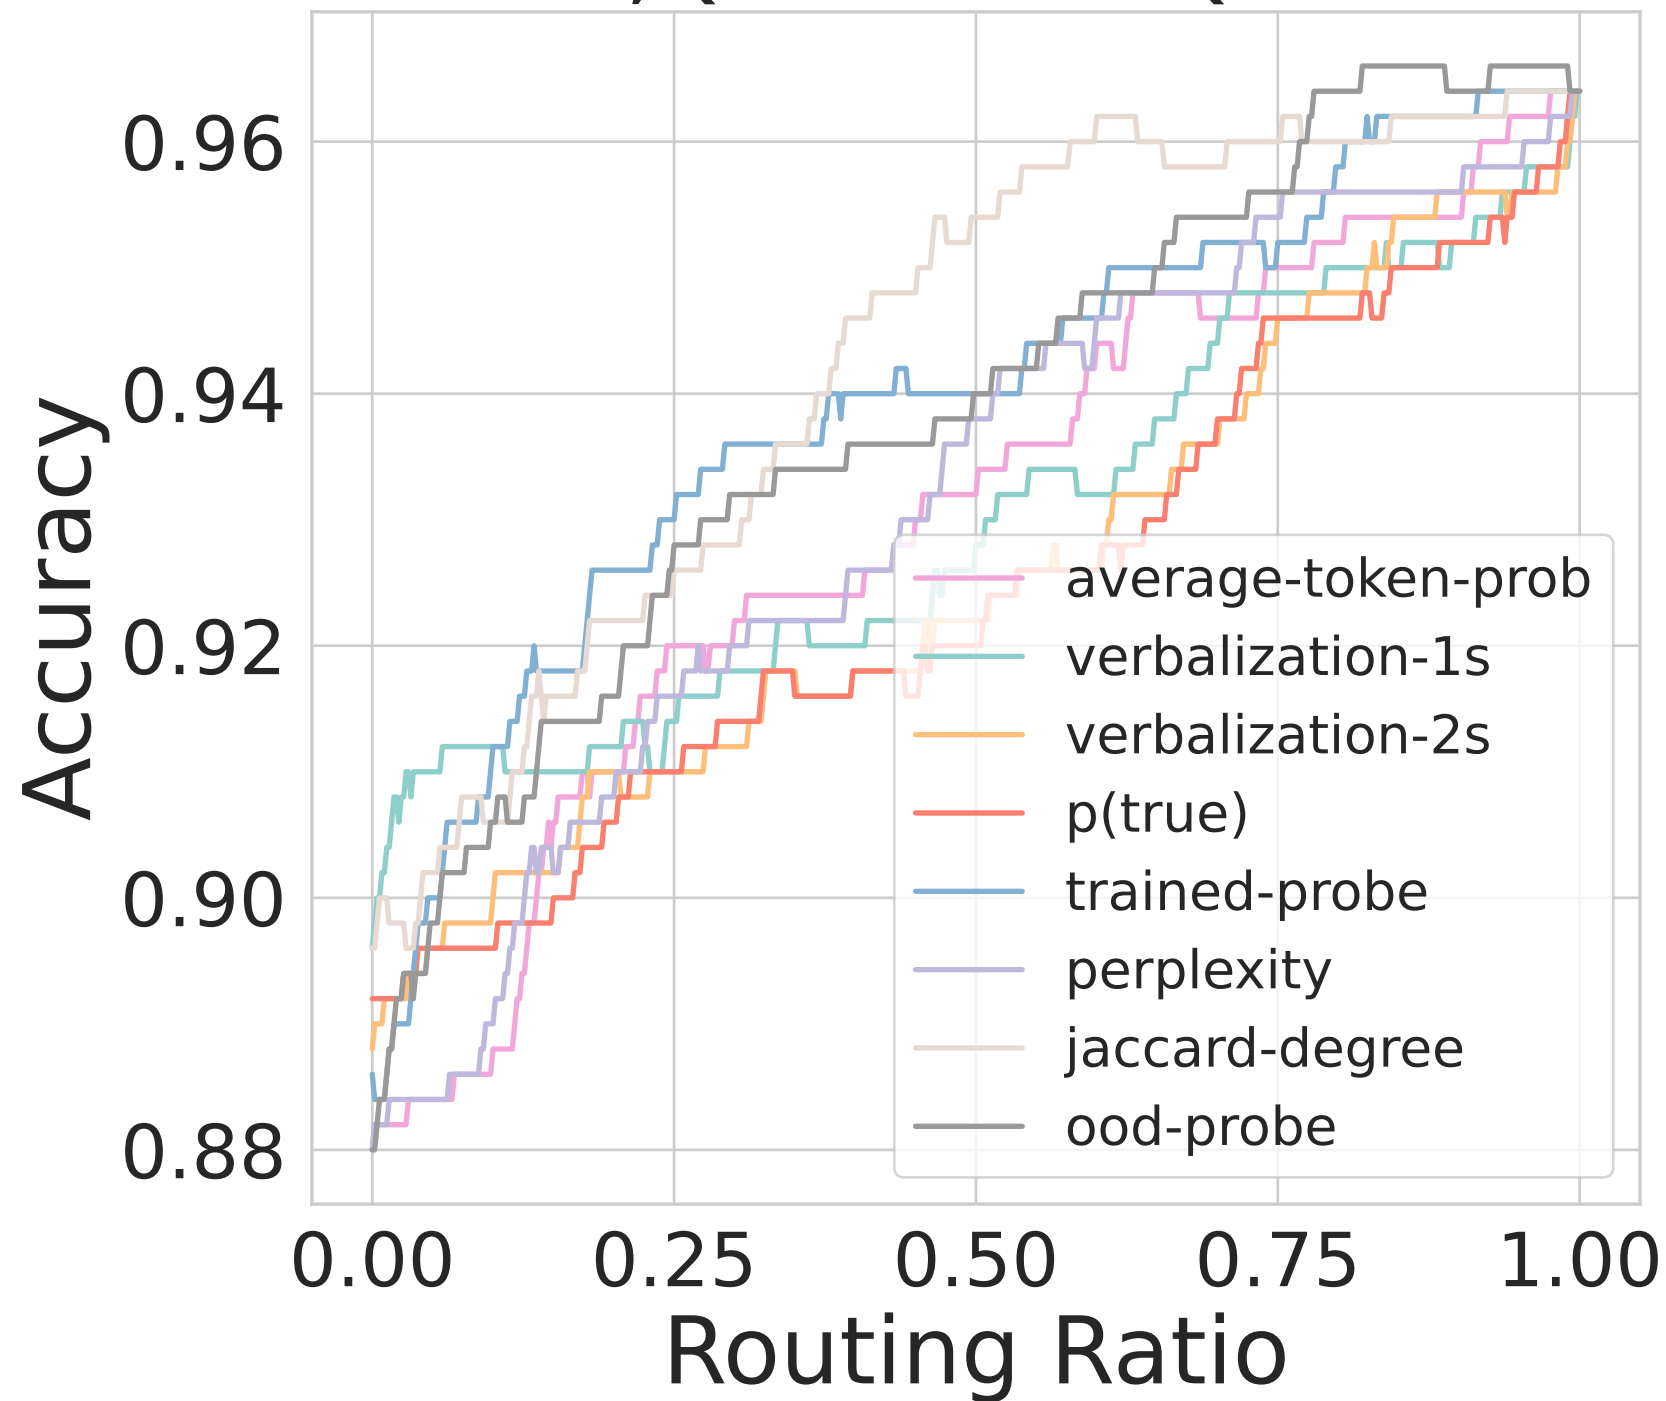 0.96
0.94
0.92
0.90
0.88
Accuracy
average-token-prob
verbalization-1s
verbalization-2s
p(true)
trained-probe
perplexity
jaccard-degree
ood-probe
0.00 0.25 0.50 0.75 1.00
Routing Ratio